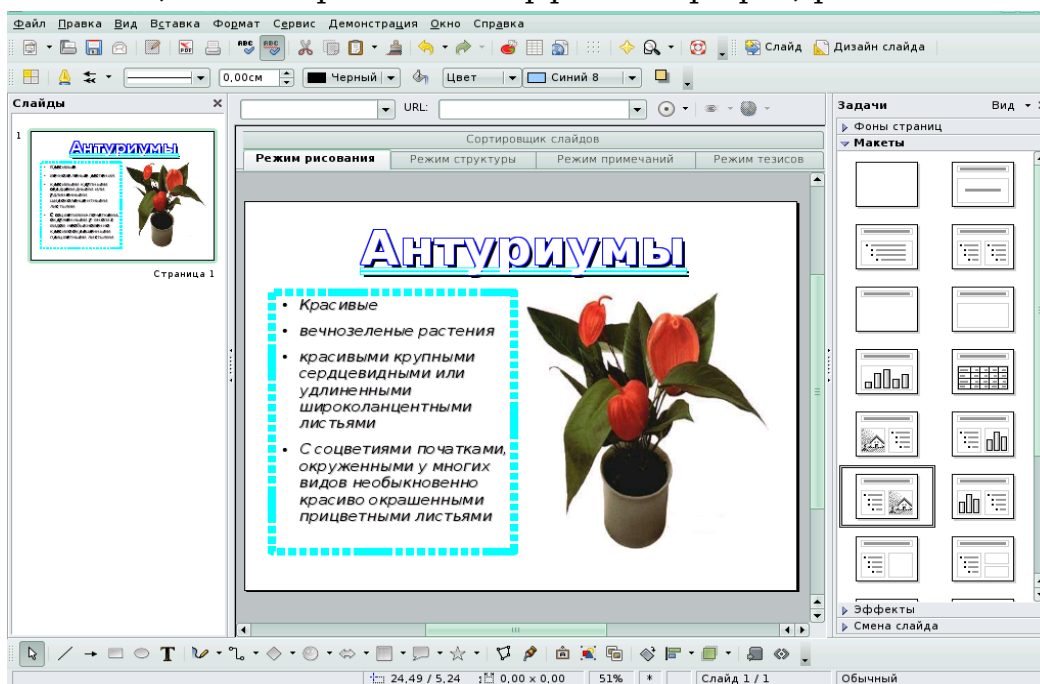 Файл Правка Вид Вставка Формат Сервис Демонстрация Окно Справка
Слайд Дизайн слайда
0,00см Черный Цвет Синий 8
Слайды
URL:
Задачи Вид
Сортировщик слайдов
Режим рисования Режим структуры Режим примечаний Режим тезисов
Фоны страниц
Макеты
1
Антуриумы
Страница 1
Антуриумы
• Красивые
• вечнозеленые растения
• красивыми крупными
сердцевидными или
удлиненными
широколанцентными
листьями
• С соцветиями початками,
окруженными у многих
видов необыкновенно
красиво окрашенными
прицветными листьями
Эффекты
Смена слайда
24,49 / 5,24 0,00 x 0,00 51% * Слайд 1 / 1 Обычный